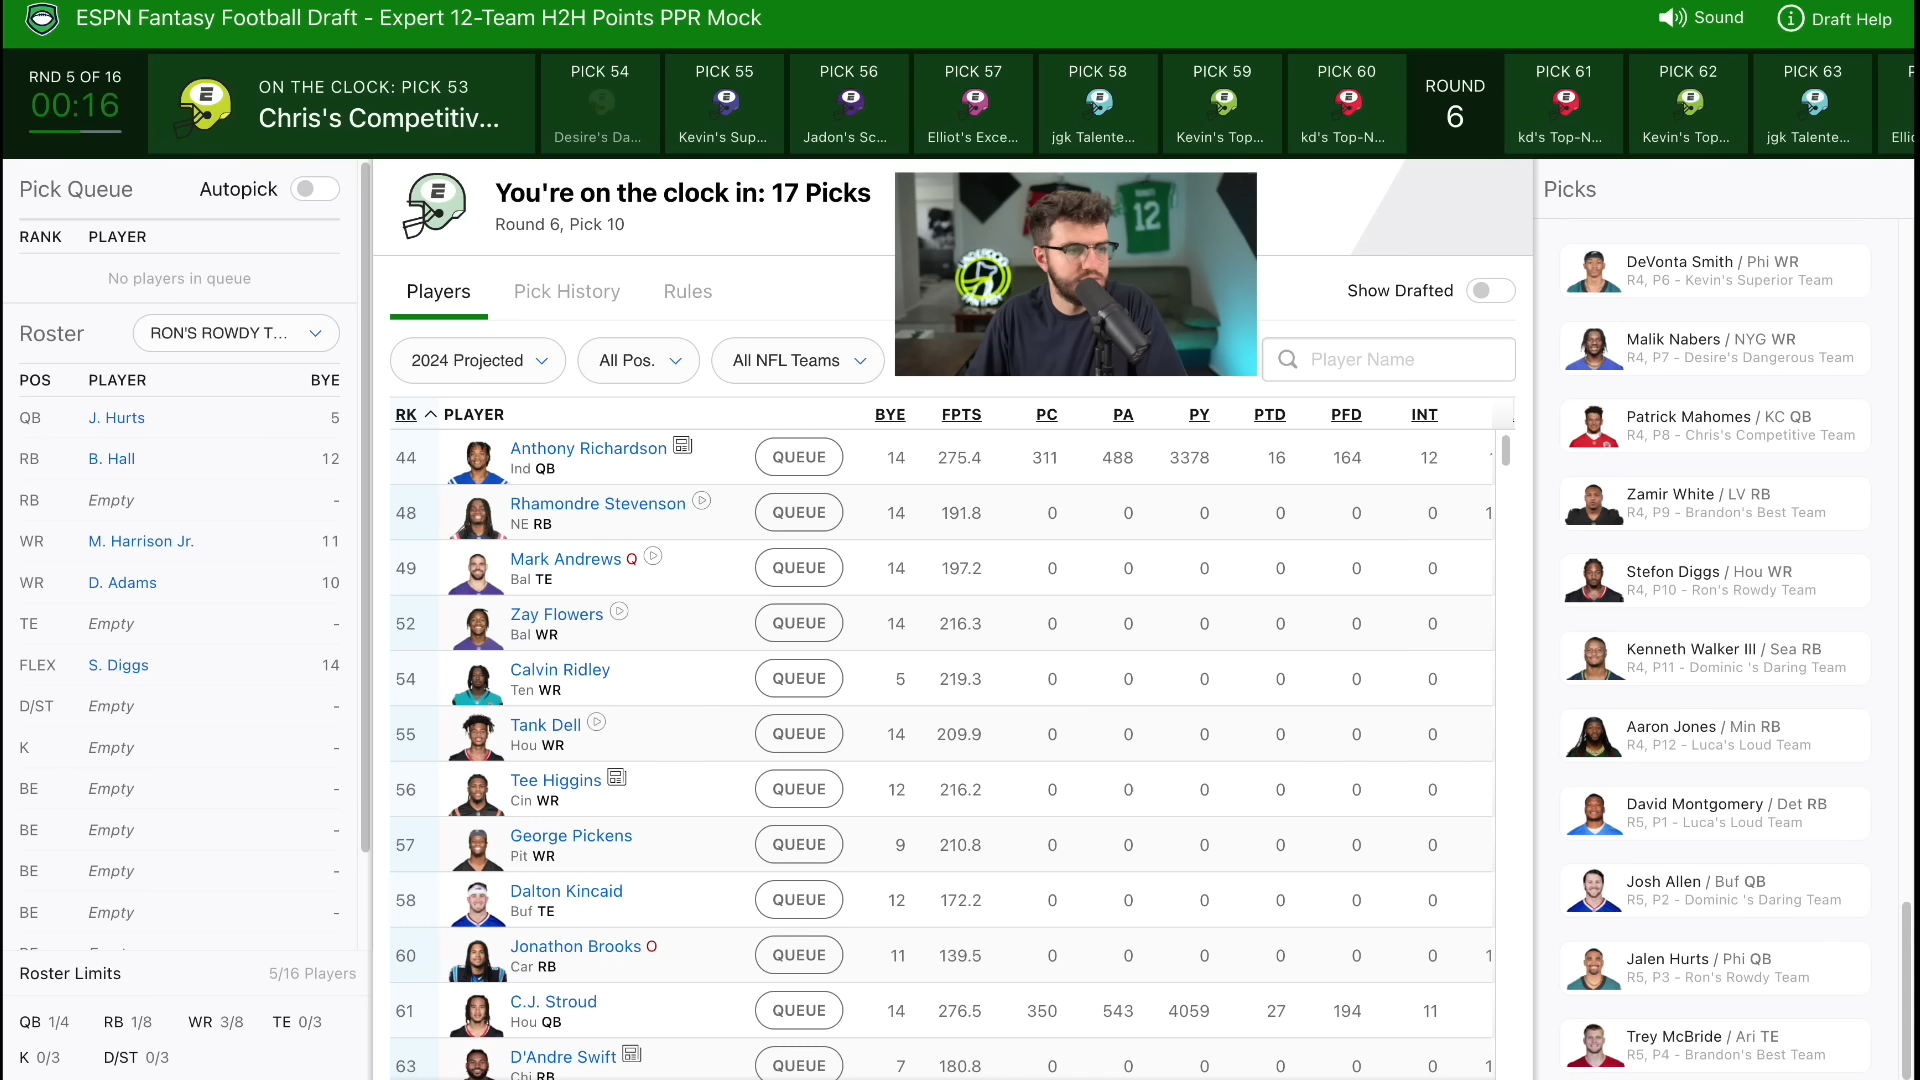 ESPN Fantasy Football Draft - Expert 12-Team H2H Points PPR Mock
Sound
Draft Help
RND 5 OF 16
00:16
ON THE CLOCK: PICK 53
Chris's Competitiv...
PICK 54
Desire's Da...
PICK 55
Kevin's Sup...
PICK 56
Jadon's Sc...
PICK 57
Elliot's Exce...
PICK 58
jgk Talente...
PICK 59
Kevin's Top...
PICK 60
kd's Top-N...
ROUND
6
PICK 61
kd's Top-N...
PICK 62
Kevin's Top...
PICK 63
jgk Talente...
Pick Queue
Autopick
RANK PLAYER
No players in queue
Roster
RON'S ROWDY T...
POS PLAYER BYE
QB J. Hurts 5
RB B. Hall 12
RB Empty -
WR M. Harrison Jr. 11
WR D. Adams 10
TE Empty -
FLEX S. Diggs 14
D/ST Empty -
K Empty -
BE Empty -
BE Empty -
BE Empty -
BE Empty -
Roster Limits 5/16 Players
QB 1/4 RB 1/8 WR 3/8 TE 0/3
K 0/3 D/ST 0/3
You're on the clock in: 17 Picks
Round 6, Pick 10
12
Players
Pick History
Rules
Show Drafted
2024 Projected
All Pos.
All NFL Teams
Player Name
RK PLAYER BYE FPTS PC PA PY PTD PFD INT
44 Anthony Richardson QUEUE 14 275.4 311 488 3378 16 164 12
Ind QB
48 Rhamondre Stevenson QUEUE 14 191.8 0 0 0 0 0 0 1
NE RB
49 Mark Andrews Q QUEUE 14 197.2 0 0 0 0 0 0
Bal TE
52 Zay Flowers QUEUE 14 216.3 0 0 0 0 0 0
Bal WR
54 Calvin Ridley QUEUE 5 219.3 0 0 0 0 0 0
Ten WR
55 Tank Dell QUEUE 14 209.9 0 0 0 0 0 0
Hou WR
56 Tee Higgins QUEUE 12 216.2 0 0 0 0 0 0
Cin WR
57 George Pickens QUEUE 9 210.8 0 0 0 0 0 0
Pit WR
58 Dalton Kincaid QUEUE 12 172.2 0 0 0 0 0 0
Buf TE
60 Jonathon Brooks O QUEUE 11 139.5 0 0 0 0 0 0 1
Car RB
61 C.J. Stroud QUEUE 14 276.5 350 543 4059 27 194 11
Hou QB
63 D'Andre Swift QUEUE 7 180.8 0 0 0 0 0 0 1
Chi RB
Picks
DeVonta Smith / Phi WR
R4, P6 - Kevin's Superior Team
Malik Nabers / NYG WR
R4, P7 - Desire's Dangerous Team
Patrick Mahomes / KC QB
R4, P8 - Chris's Competitive Team
Zamir White / LV RB
R4, P9 - Brandon's Best Team
Stefon Diggs / Hou WR
R4, P10 - Ron's Rowdy Team
Kenneth Walker III / Sea RB
R4, P11 - Dominic 's Daring Team
Aaron Jones / Min RB
R4, P12 - Luca's Loud Team
David Montgomery / Det RB
R5, P1 - Luca's Loud Team
Josh Allen / Buf QB
R5, P2 - Dominic 's Daring Team
Jalen Hurts / Phi QB
R5, P3 - Ron's Rowdy Team
Trey McBride / Ari TE
R5, P4 - Brandon's Best Team